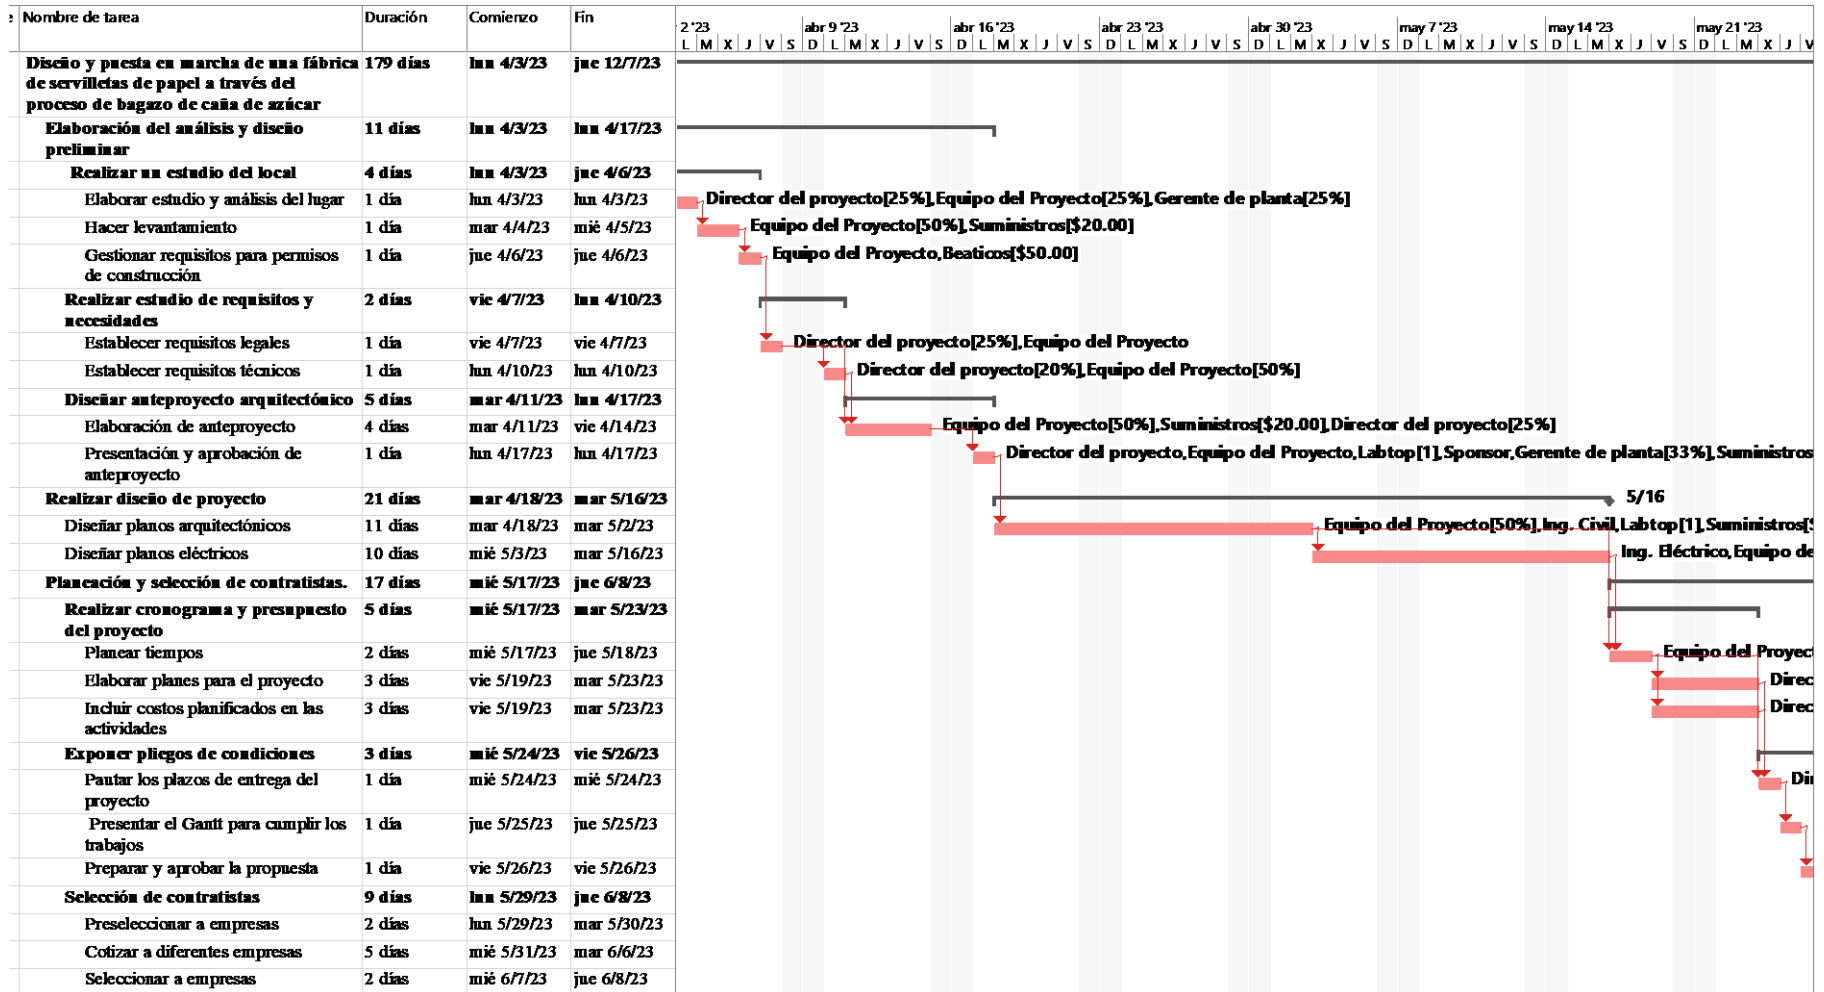 e Nombre de tarea Duración Comienzo Fin
2 '23 abr 9 '23 abr 16 '23 abr 23 '23 abr 30 '23 may 7 '23 may 14 '23 may 21 '23
L M X J V S D L M X J V S D L M X J V S D L M X J V S D L M X J V S D L M X J V S D L M X J V S D L M X J V
Diseño y puesta en marcha de una fábrica 179 días lun 4/3/23 jue 12/7/23
de servilletas de papel a través del
proceso de bagazo de caña de azúcar
Elaboración del análisis y diseño 11 días lun 4/3/23 lun 4/17/23
preliminar
Realizar un estudio del local 4 días lun 4/3/23 jue 4/6/23
Elaborar estudio y análisis del lugar 1 día lun 4/3/23 lun 4/3/23 Director del proyecto[25%],Equipo del Proyecto[25%],Gerente de planta[25%]
Hacer levantamiento 1 día mar 4/4/23 mié 4/5/23 Equipo del Proyecto[50%],Suministros[$20.00]
Gestionar requisitos para permisos 1 día jue 4/6/23 jue 4/6/23 Equipo del Proyecto,Beaticos[$50.00]
de construcción
Realizar estudio de requisitos y 2 días vie 4/7/23 lun 4/10/23
necesidades
Establecer requisitos legales 1 día vie 4/7/23 vie 4/7/23 Director del proyecto[25%],Equipo del Proyecto
Establecer requisitos técnicos 1 día lun 4/10/23 lun 4/10/23 Director del proyecto[20%],Equipo del Proyecto[50%]
Diseñar anteproyecto arquitectónico 5 días mar 4/11/23 lun 4/17/23
Elaboración de anteproyecto 4 días mar 4/11/23 vie 4/14/23 Equipo del Proyecto[50%],Suministros[$20.00],Director del proyecto[25%]
Presentación y aprobación de 1 día lun 4/17/23 lun 4/17/23 Director del proyecto,Equipo del Proyecto,Labtop[1],Sponsor,Gerente de planta[33%],Suministros
anteproyecto
Realizar diseño de proyecto 21 días mar 4/18/23 mar 5/16/23 5/16
Diseñar planos arquitectónicos 11 días mar 4/18/23 mar 5/2/23 Equipo del Proyecto[50%],Ing. Civil,Labtop[1],Suministros[$
Diseñar planos eléctricos 10 días mié 5/3/23 mar 5/16/23 Ing. Eléctrico,Equipo de
Planeación y selección de contratistas. 17 días mié 5/17/23 jue 6/8/23
Realizar cronograma y presupuesto 5 días mié 5/17/23 mar 5/23/23
del proyecto
Planear tiempos 2 días mié 5/17/23 jue 5/18/23 Equipo del Proyect
Elaborar planes para el proyecto 3 días vie 5/19/23 mar 5/23/23 Direc
Incluir costos planificados en las 3 días vie 5/19/23 mar 5/23/23 Direc
actividades
Exponer pliegos de condiciones 3 días mié 5/24/23 vie 5/26/23
Pautar los plazos de entrega del 1 día mié 5/24/23 mié 5/24/23 Dir
proyecto
Presentar el Gantt para cumplir los 1 día jue 5/25/23 jue 5/25/23
trabajos
Preparar y aprobar la propuesta 1 día vie 5/26/23 vie 5/26/23
Selección de contratistas 9 días lun 5/29/23 jue 6/8/23
Preseleccionar a empresas 2 días lun 5/29/23 mar 5/30/23
Cotizar a diferentes empresas 5 días mié 5/31/23 mar 6/6/23
Seleccionar a empresas 2 días mié 6/7/23 jue 6/8/23